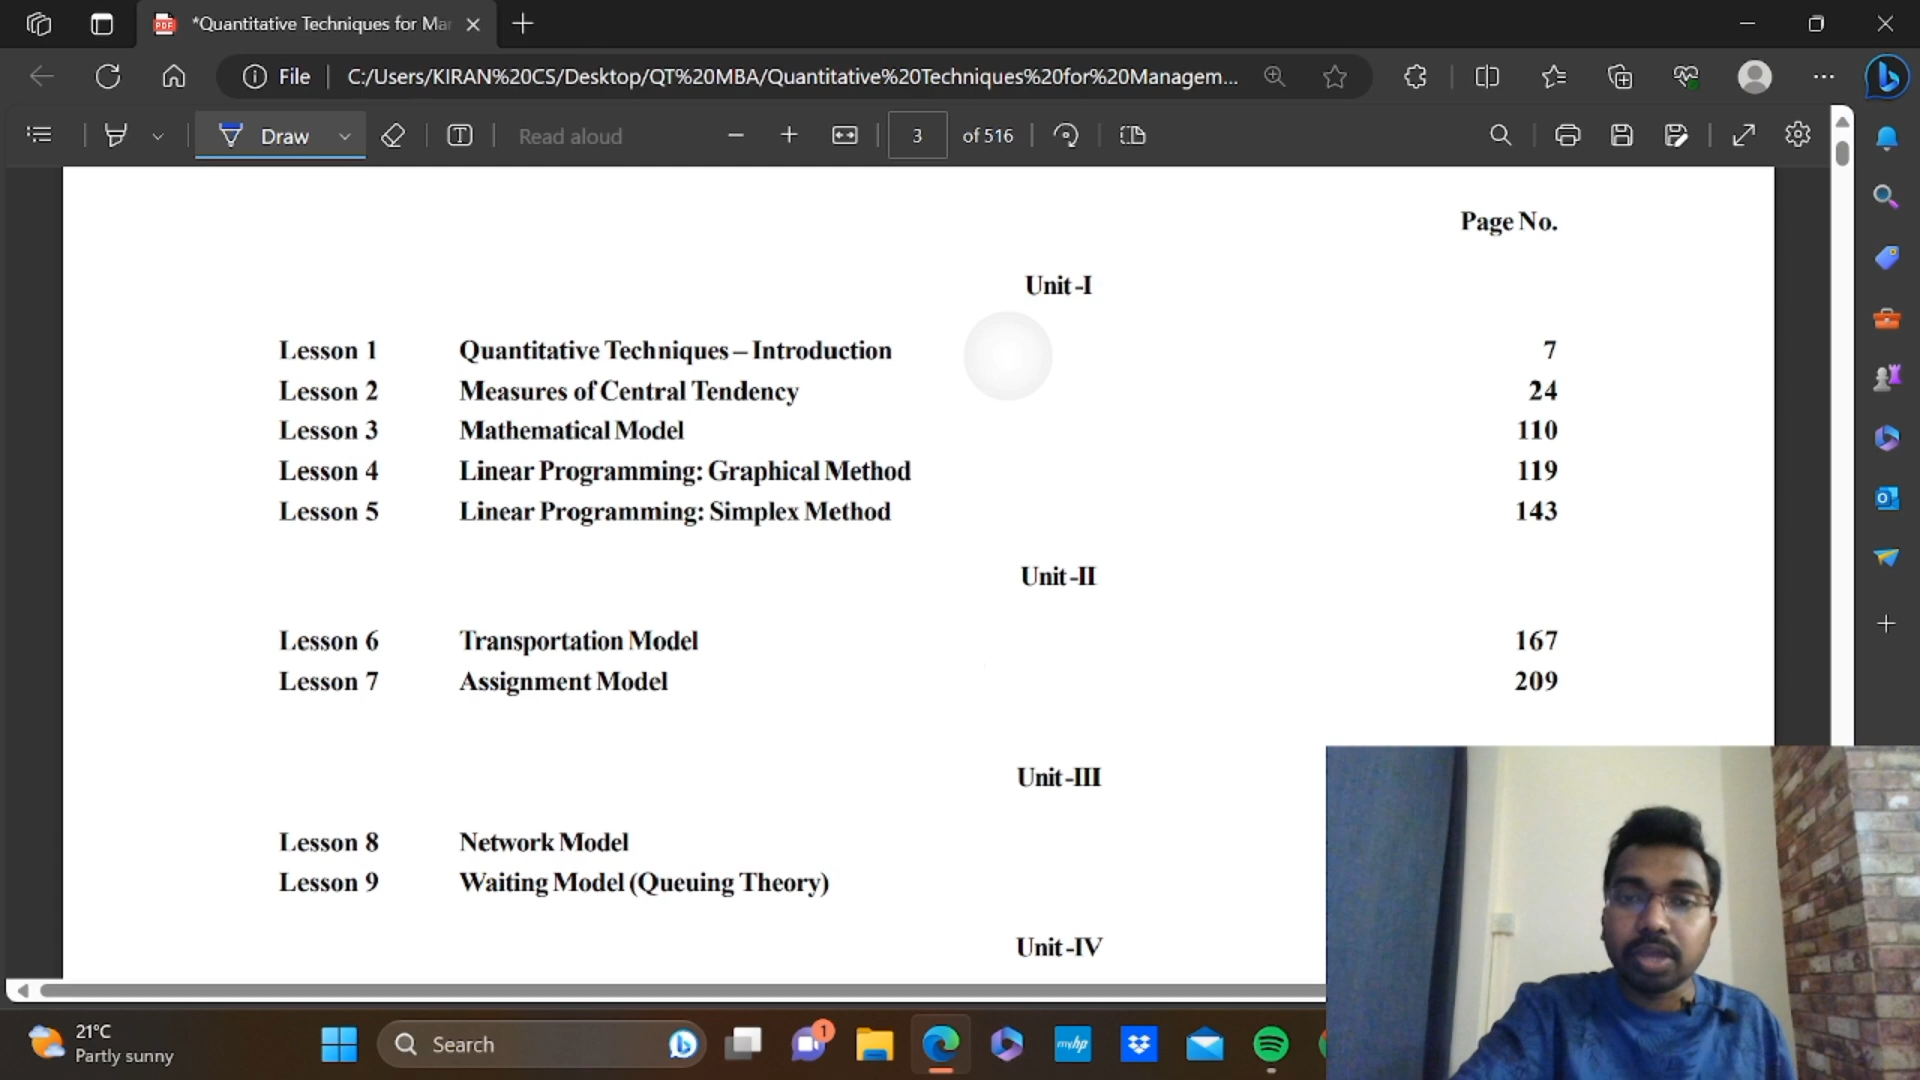 *Quantitative Techniques for Mar
File
C:/Users/KIRAN%20CS/Desktop/QT%20MBA/Quantitative%20Techniques%20for%20Managem...
Draw
Read aloud
3 of 516
Page No.
Unit-I
Lesson 1 Quantitative Techniques – Introduction 7
Lesson 2 Measures of Central Tendency 24
Lesson 3 Mathematical Model 110
Lesson 4 Linear Programming: Graphical Method 119
Lesson 5 Linear Programming: Simplex Method 143
Unit-II
Lesson 6 Transportation Model 167
Lesson 7 Assignment Model 209
Unit-III
Lesson 8 Network Model
Lesson 9 Waiting Model (Queuing Theory)
Unit-IV
21°C
Partly sunny
Search
1
myhp